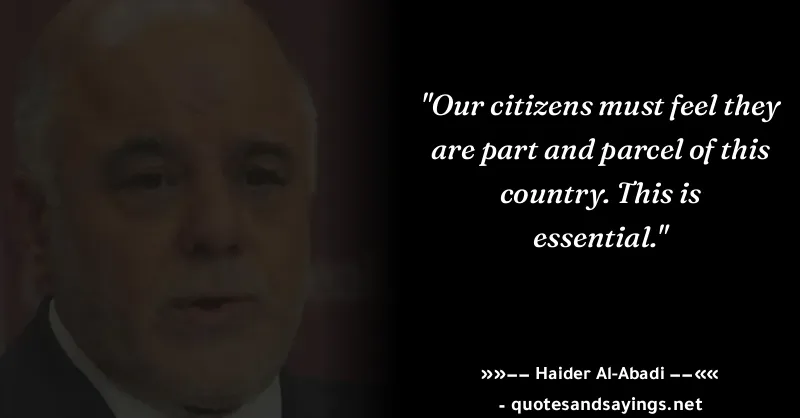 "Our citizens must feel they
are part and parcel of this
country. This is
essential."
»»–– Haider Al-Abadi ––««
- quotesandsayings.net